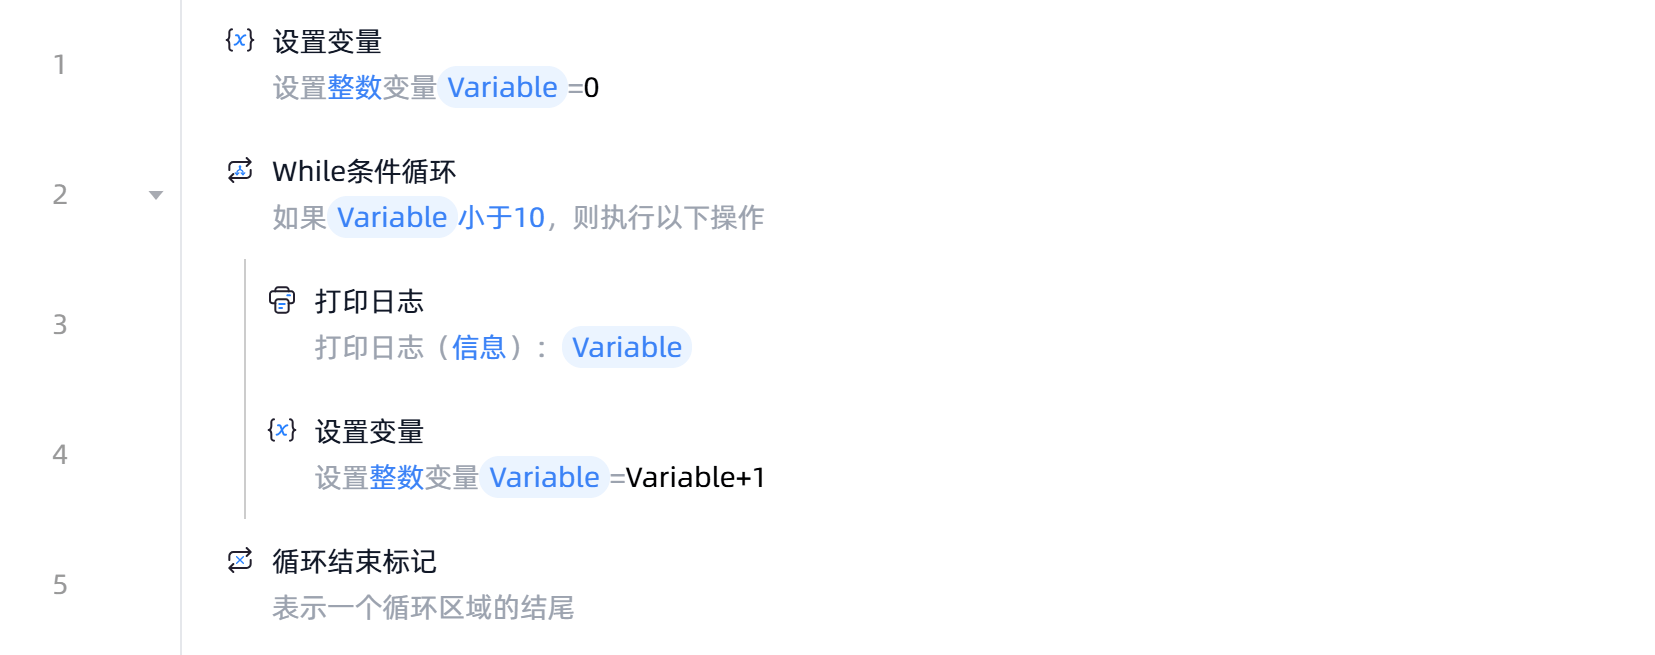 设置变量
1
设置整数变量 Variable =0
While条件循环
2
如果 Variable 小于10，则执行以下操作
打印日志
3
打印日志（信息）： Variable
设置变量
4
设置整数变量 Variable =Variable+1
循环结束标记
5
表示一个循环区域的结尾